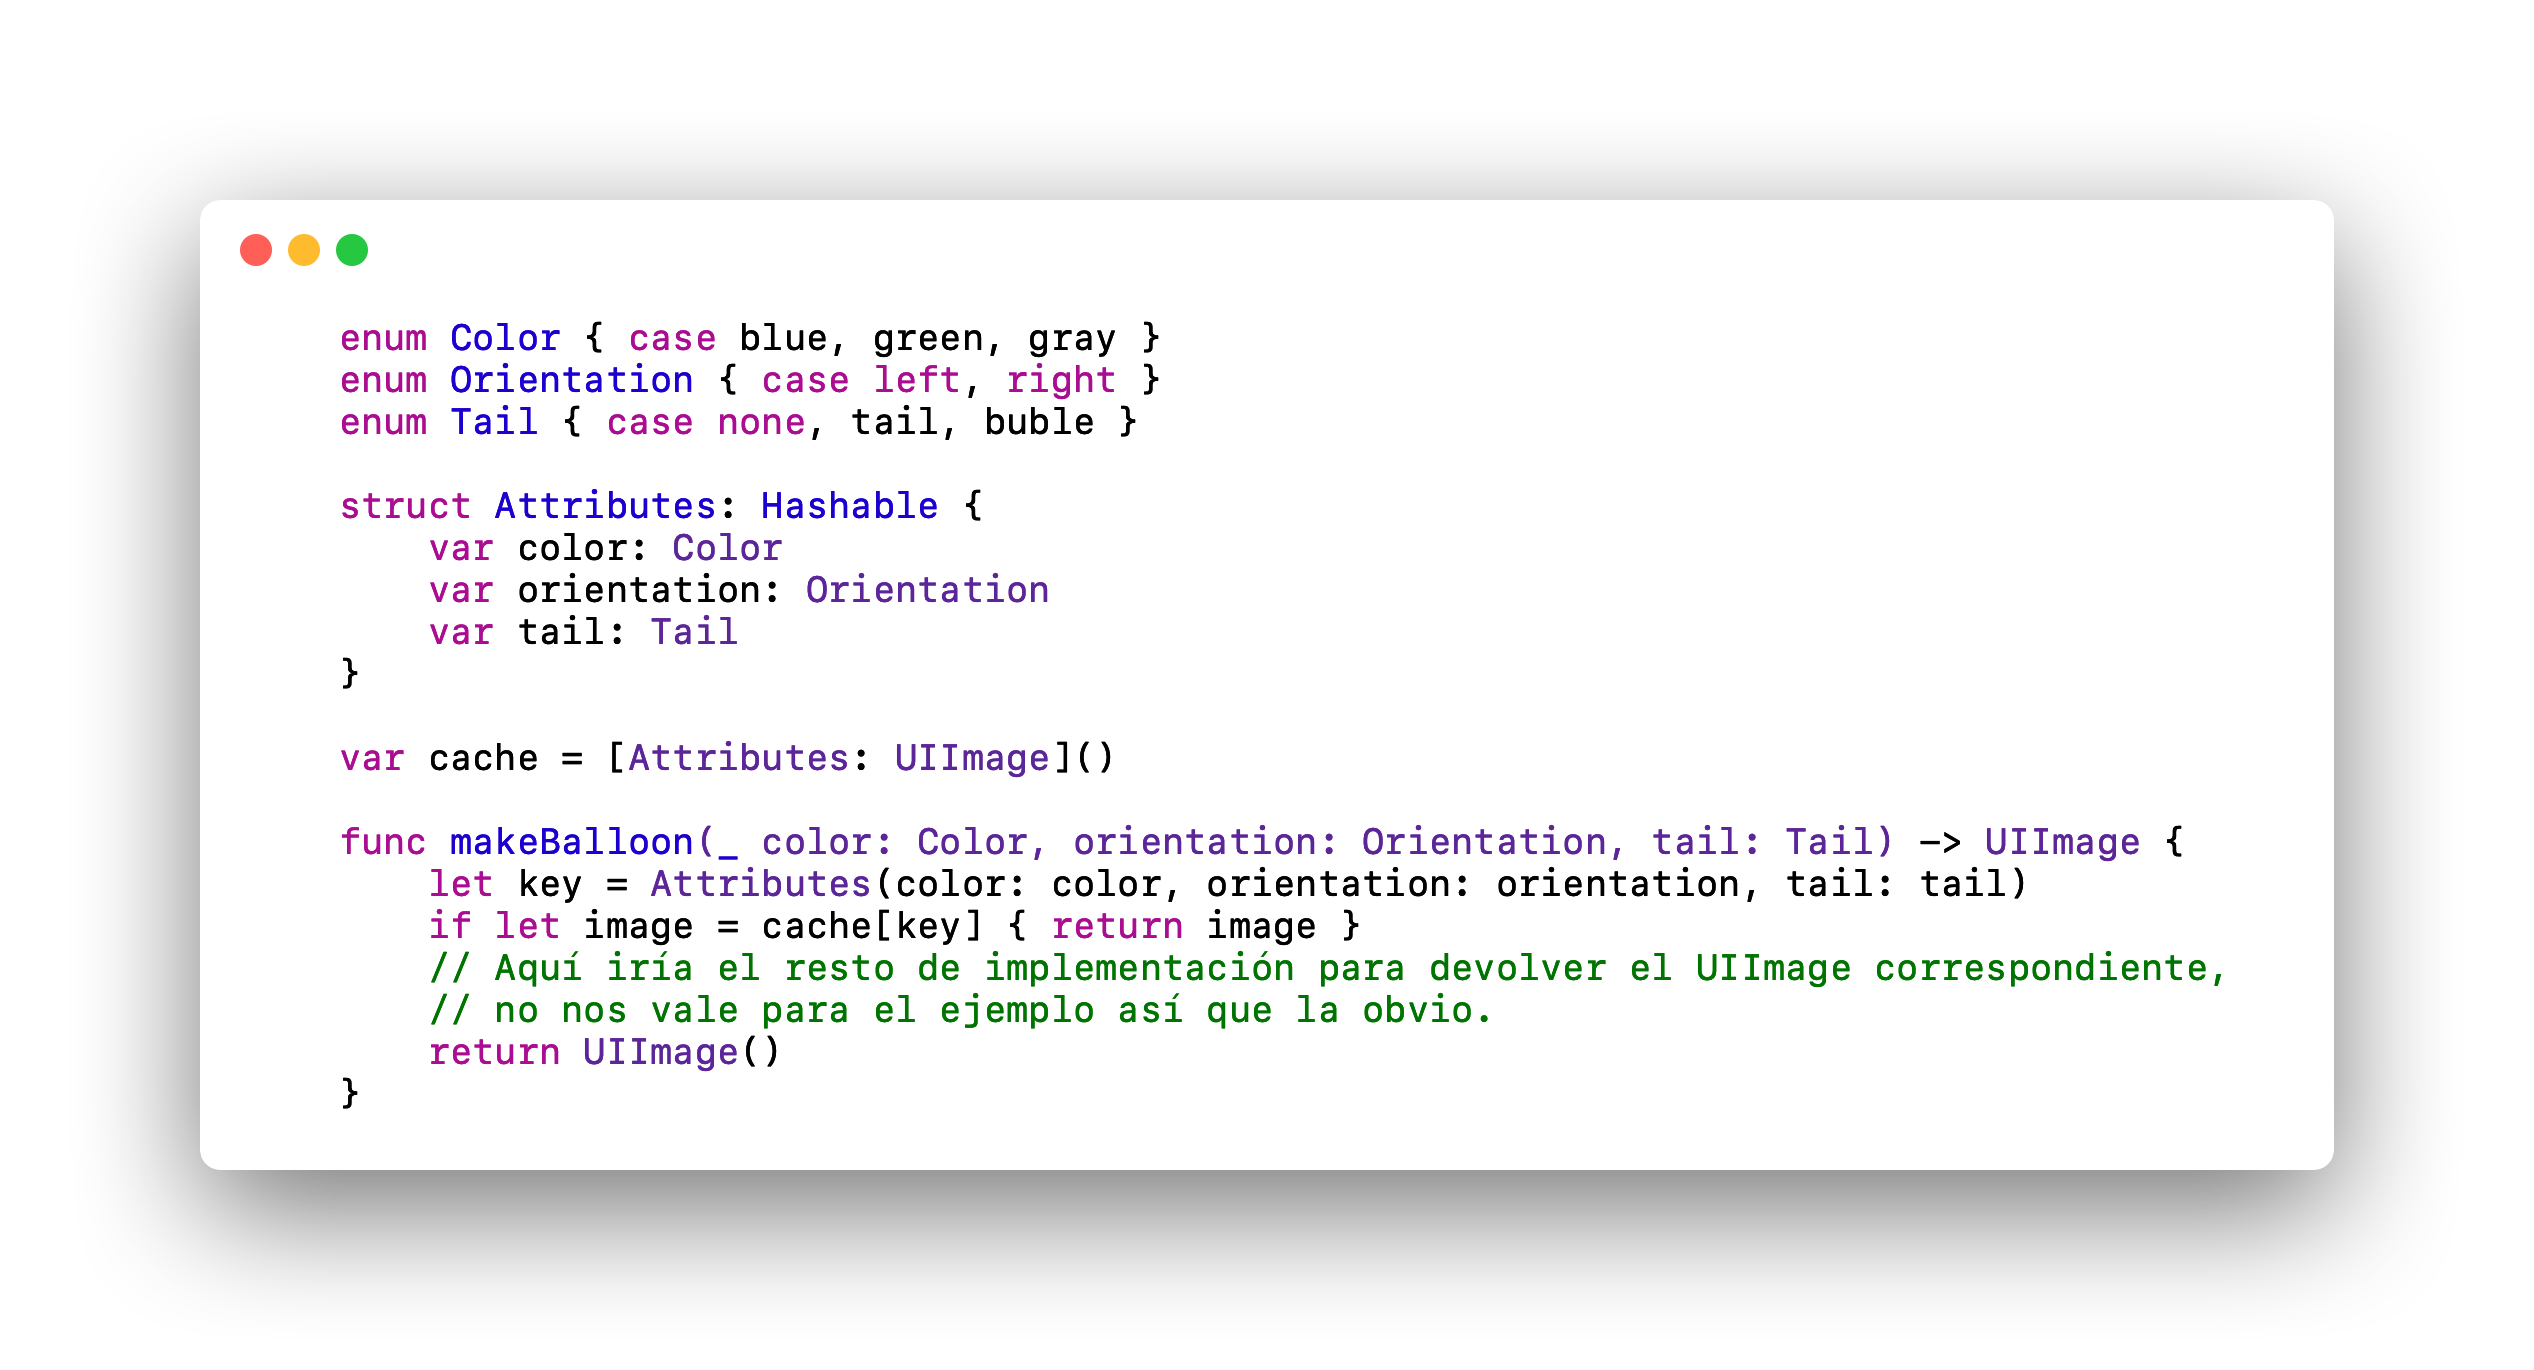 enum Color { case blue, green, gray }
enum Orientation { case left, right }
enum Tail { case none, tail, buble }
struct Attributes: Hashable {
    var color: Color
    var orientation: Orientation
    var tail: Tail
}
var cache = [Attributes: UIImage]()
func makeBalloon(_ color: Color, orientation: Orientation, tail: Tail) -> UIImage {
    let key = Attributes(color: color, orientation: orientation, tail: tail)
    if let image = cache[key] { return image }
    // Aquí iría el resto de implementación para devolver el UIImage correspondiente,
    // no nos vale para el ejemplo así que la obvio.
    return UIImage()
}